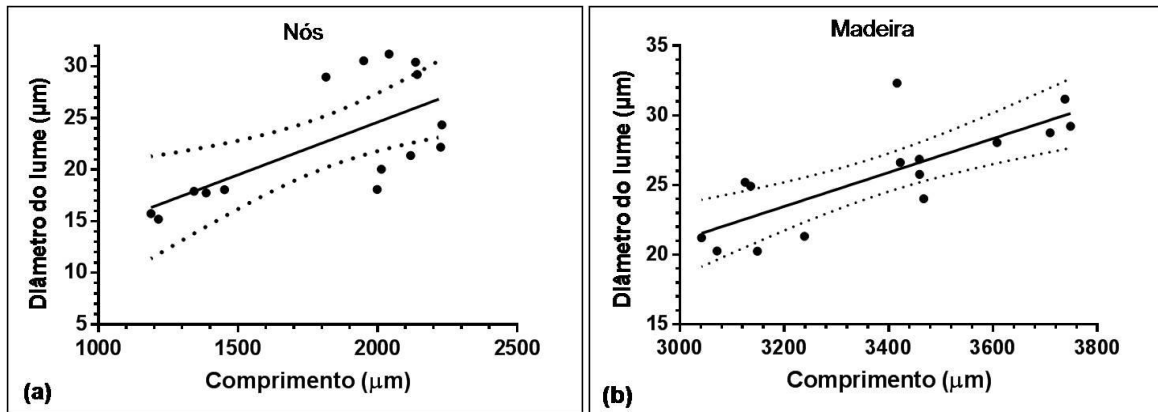 Nós
Diâmetro do lume (µm)
30
25
20
15
10
5
1000
1500
2000
2500
Comprimento (µm)
(a)
Madeira
Diâmetro do lume (µm)
35
30
25
20
15
3000
3200
3400
3600
3800
Comprimento (µm)
(b)